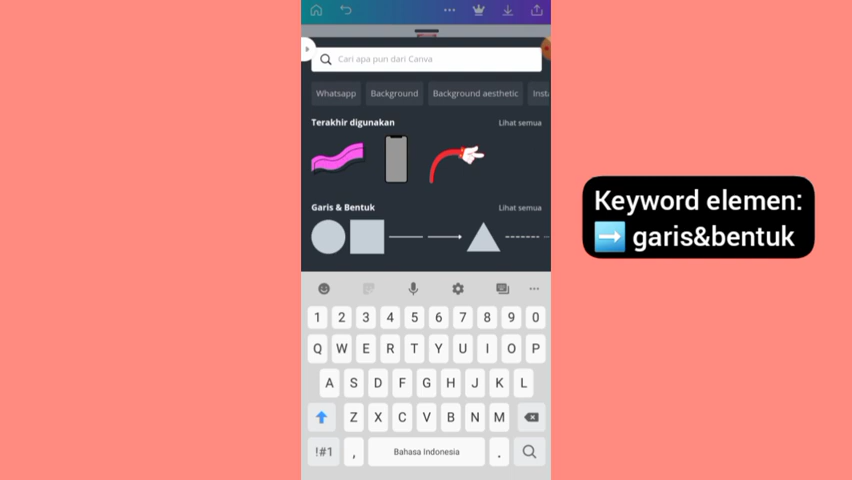 Cari apa pun dari Canva
Whatsapp Background Background aesthetic Inst
Terakhir digunakan Lihat semua
Garis & Bentuk Lihat semua
Keyword elemen:
➡️ garis&bentuk
1 2 3 4 5 6 7 8 9 0
Q W E R T Y U I O P
A S D F G H J K L
Z X C V B N M
!#1 , Bahasa Indonesia .